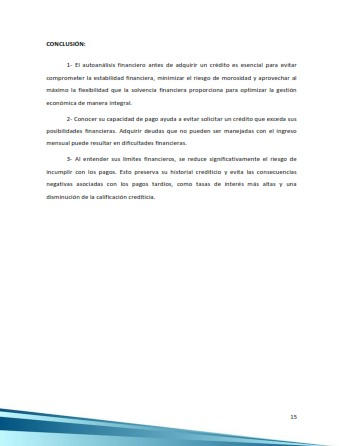 CONCLUSIÓN:
1- El autoanálisis financiero antes de adquirir un crédito es esencial para evitar
comprometer la estabilidad financiera, minimizar el riesgo de morosidad y aprovechar al
máximo la flexibilidad que la solvencia financiera proporciona para optimizar la gestión
económica de manera integral.
2- Conocer su capacidad de pago ayuda a evitar solicitar un crédito que exceda sus
posibilidades financieras. Adquirir deudas que no pueden ser manejadas con el ingreso
mensual puede resultar en dificultades financieras.
3- Al entender sus límites financieros, se reduce significativamente el riesgo de
incumplir con los pagos. Esto preserva su historial crediticio y evita las consecuencias
negativas asociadas con los pagos tardíos, como tasas de interés más altas y una
disminución de la calificación crediticia.
15